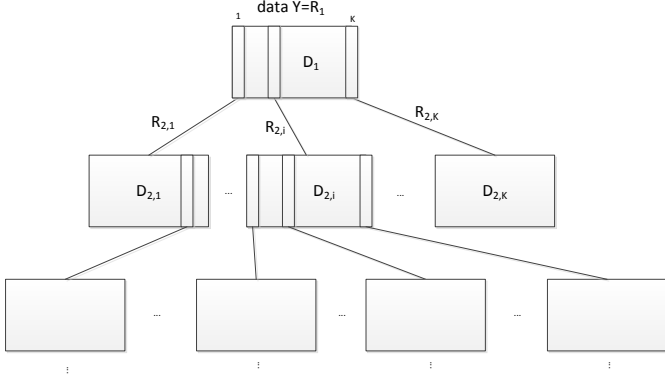 data Y=R1
1 K
D1
R2,1 R2,i R2,K
D2,1 ... D2,i ... D2,K
... ... ...
⋮ ⋮ ⋮ ⋮